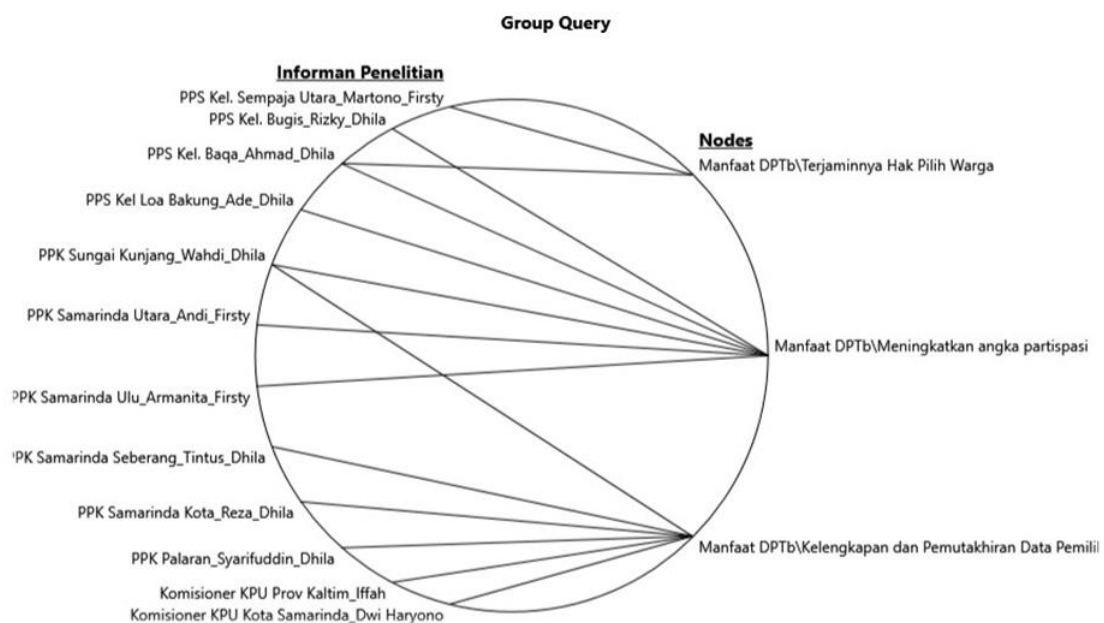 Group Query
Informan Penelitian
PPS Kel. Sempaja Utara_Martono_Firsty
PPS Kel. Bugis_Rizky_Dhila
PPS Kel. Baqa_Ahmad_Dhila
PPS Kel Loa Bakung_Ade_Dhila
PPK Sungai Kunjang_Wahdi_Dhila
PPK Samarinda Utara_Andi_Firsty
PPK Samarinda Ulu_Armanita_Firsty
PK Samarinda Seberang_Tintus_Dhila
PPK Samarinda Kota_Reza_Dhila
PPK Palaran_Syarifuddin_Dhila
Komisioner KPU Prov Kaltim_Iffah
Komisioner KPU Kota Samarinda_Dwi Haryono
Nodes
Manfaat DPTb\Terjaminnya Hak Pilih Warga
Manfaat DPTb\Meningkatkan angka partispasi
Manfaat DPTb\Kelengkapan dan Pemutakhiran Data Pemili